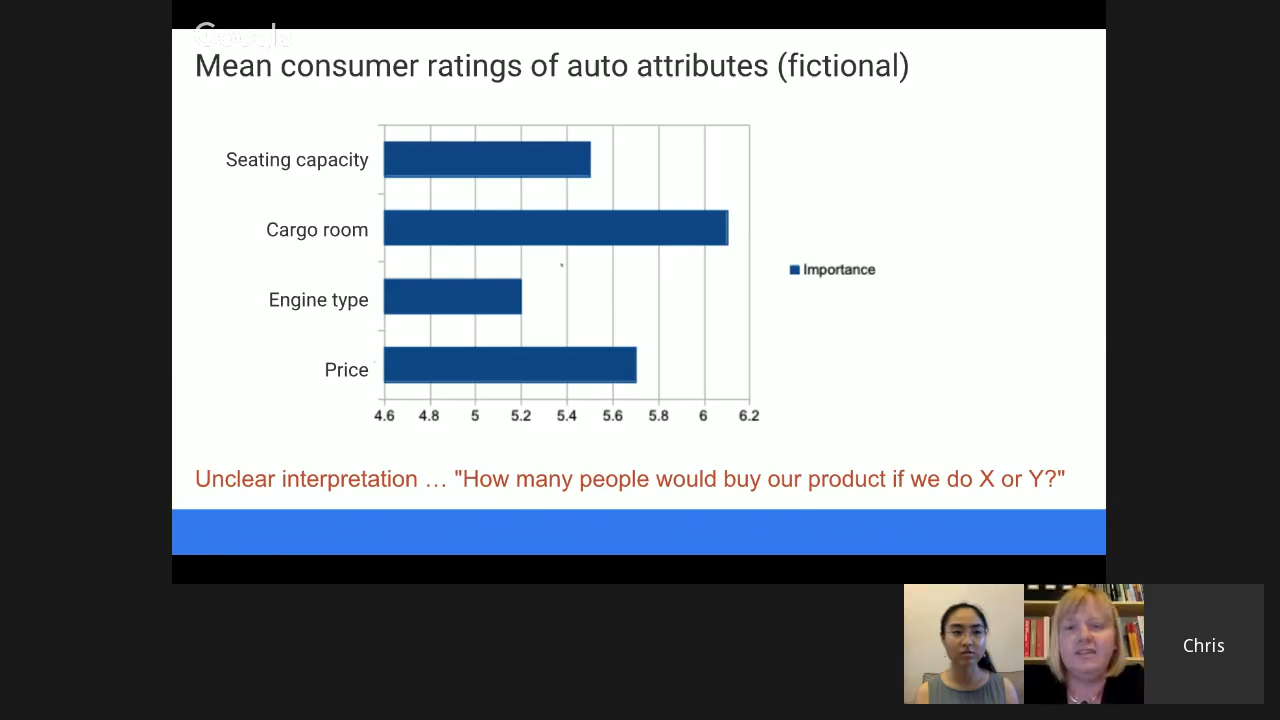 Google
Mean consumer ratings of auto attributes (fictional)
Seating capacity
Cargo room
Engine type
Price
Importance
4.6 4.8 5 5.2 5.4 5.6 5.8 6 6.2
Unclear interpretation … "How many people would buy our product if we do X or Y?"
Chris